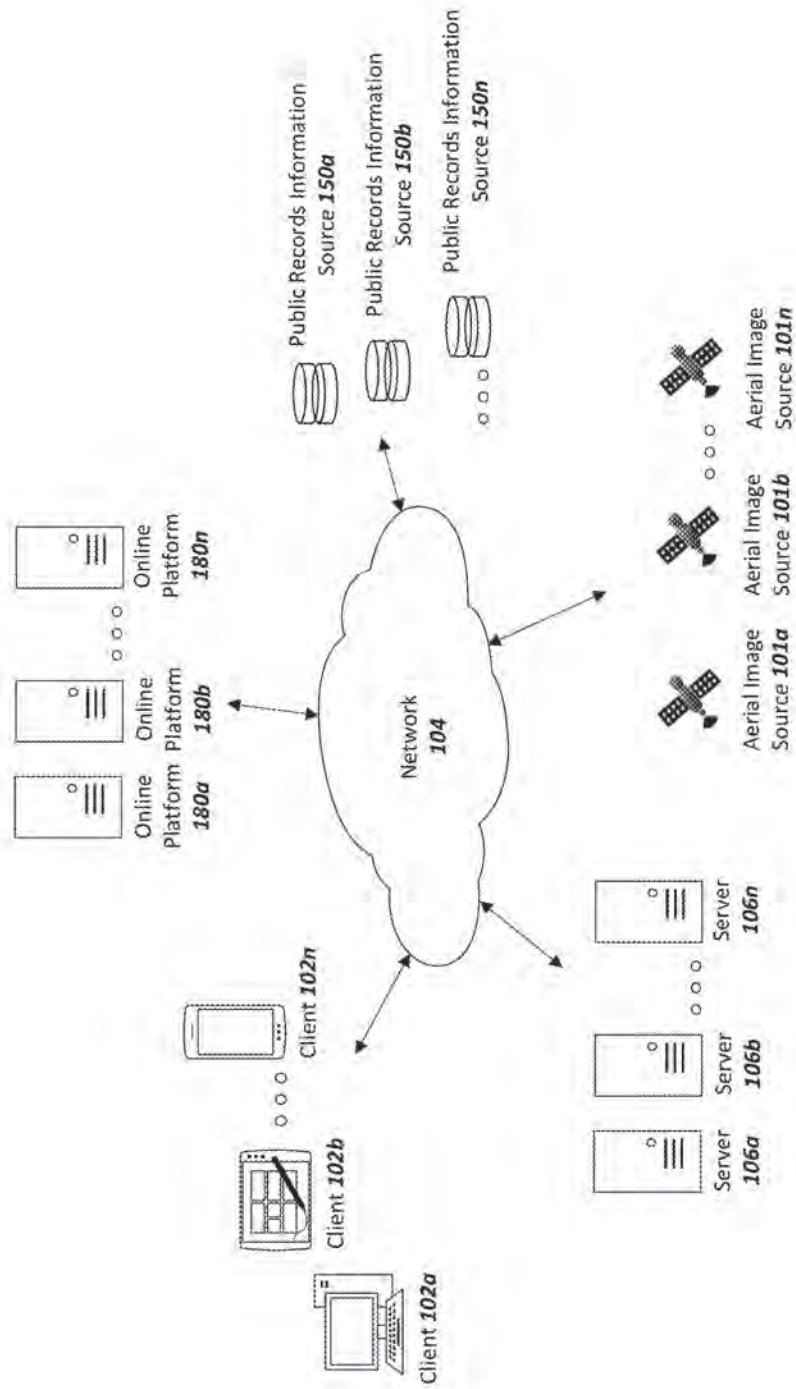 Client 102a
Client 102b
Client 102n
Online
Platform
180a
Online
Platform
180b
Online
Platform
180n
Public Records Information
Source 150a
Public Records Information
Source 150b
Public Records Information
Source 150n
Network
104
Server
106a
Server
106b
Server
106n
Aerial Image
Source 101a
Aerial Image
Source 101b
Aerial Image
Source 101n